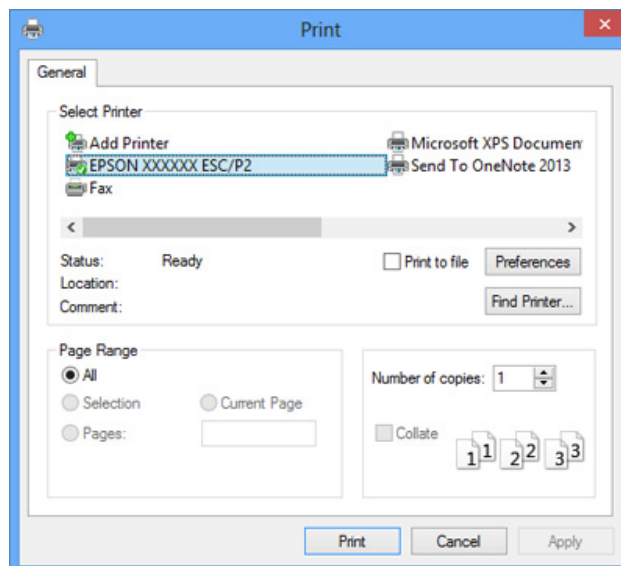 Print
General
Select Printer
Add Printer
Microsoft XPS Documen
EPSON XXXXXX ESC/P2
Send To OneNote 2013
Fax
Status: Ready
Print to file
Preferences
Location:
Comment:
Find Printer...
Page Range
All
Selection
Current Page
Pages:
Number of copies: 1
Collate
1 1 2 2 3 3
Print
Cancel
Apply